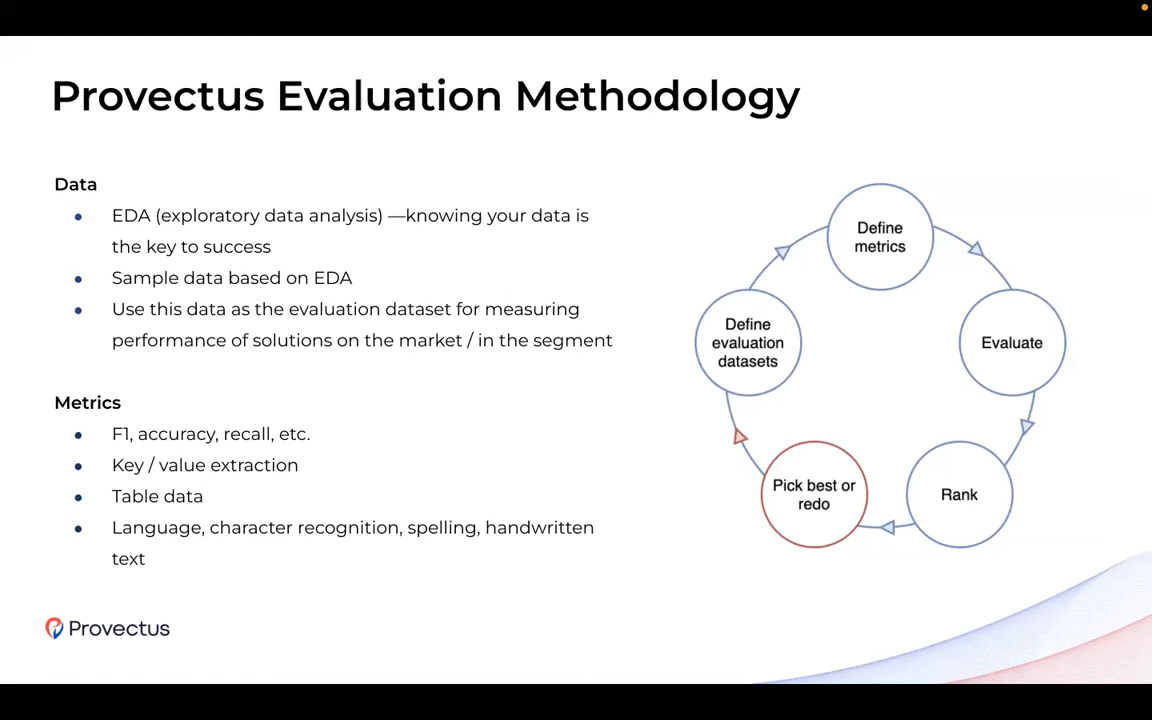 Provectus Evaluation Methodology
Data
EDA (exploratory data analysis) —knowing your data is
the key to success
Sample data based on EDA
Use this data as the evaluation dataset for measuring
performance of solutions on the market / in the segment
Metrics
F1, accuracy, recall, etc.
Key / value extraction
Table data
Language, character recognition, spelling, handwritten
text
Define
metrics
Evaluate
Rank
Pick best or
redo
Define
evaluation
datasets
Provectus